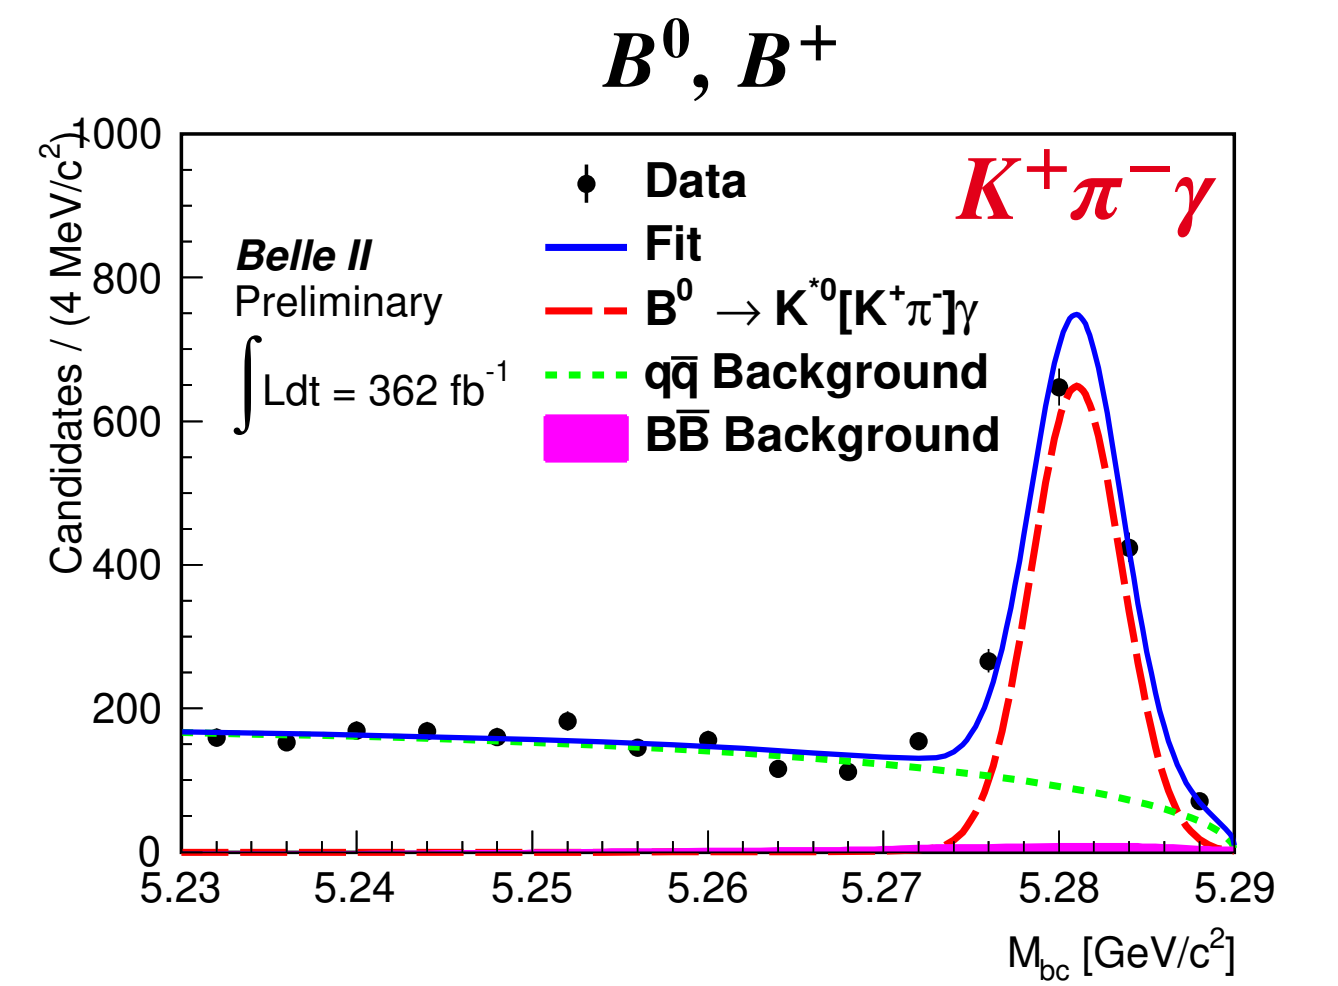 B⁰, B⁺
K⁺π⁻γ
Candidates / (4 MeV/c²)
Belle II
Preliminary
∫Ldt = 362 fb⁻¹
Data
Fit
B⁰ → K*⁰[K⁺π⁻]γ
qq̅ Background
BB̅ Background
1000
800
600
400
200
0
5.23 5.24 5.25 5.26 5.27 5.28 5.29
M_bc [GeV/c²]